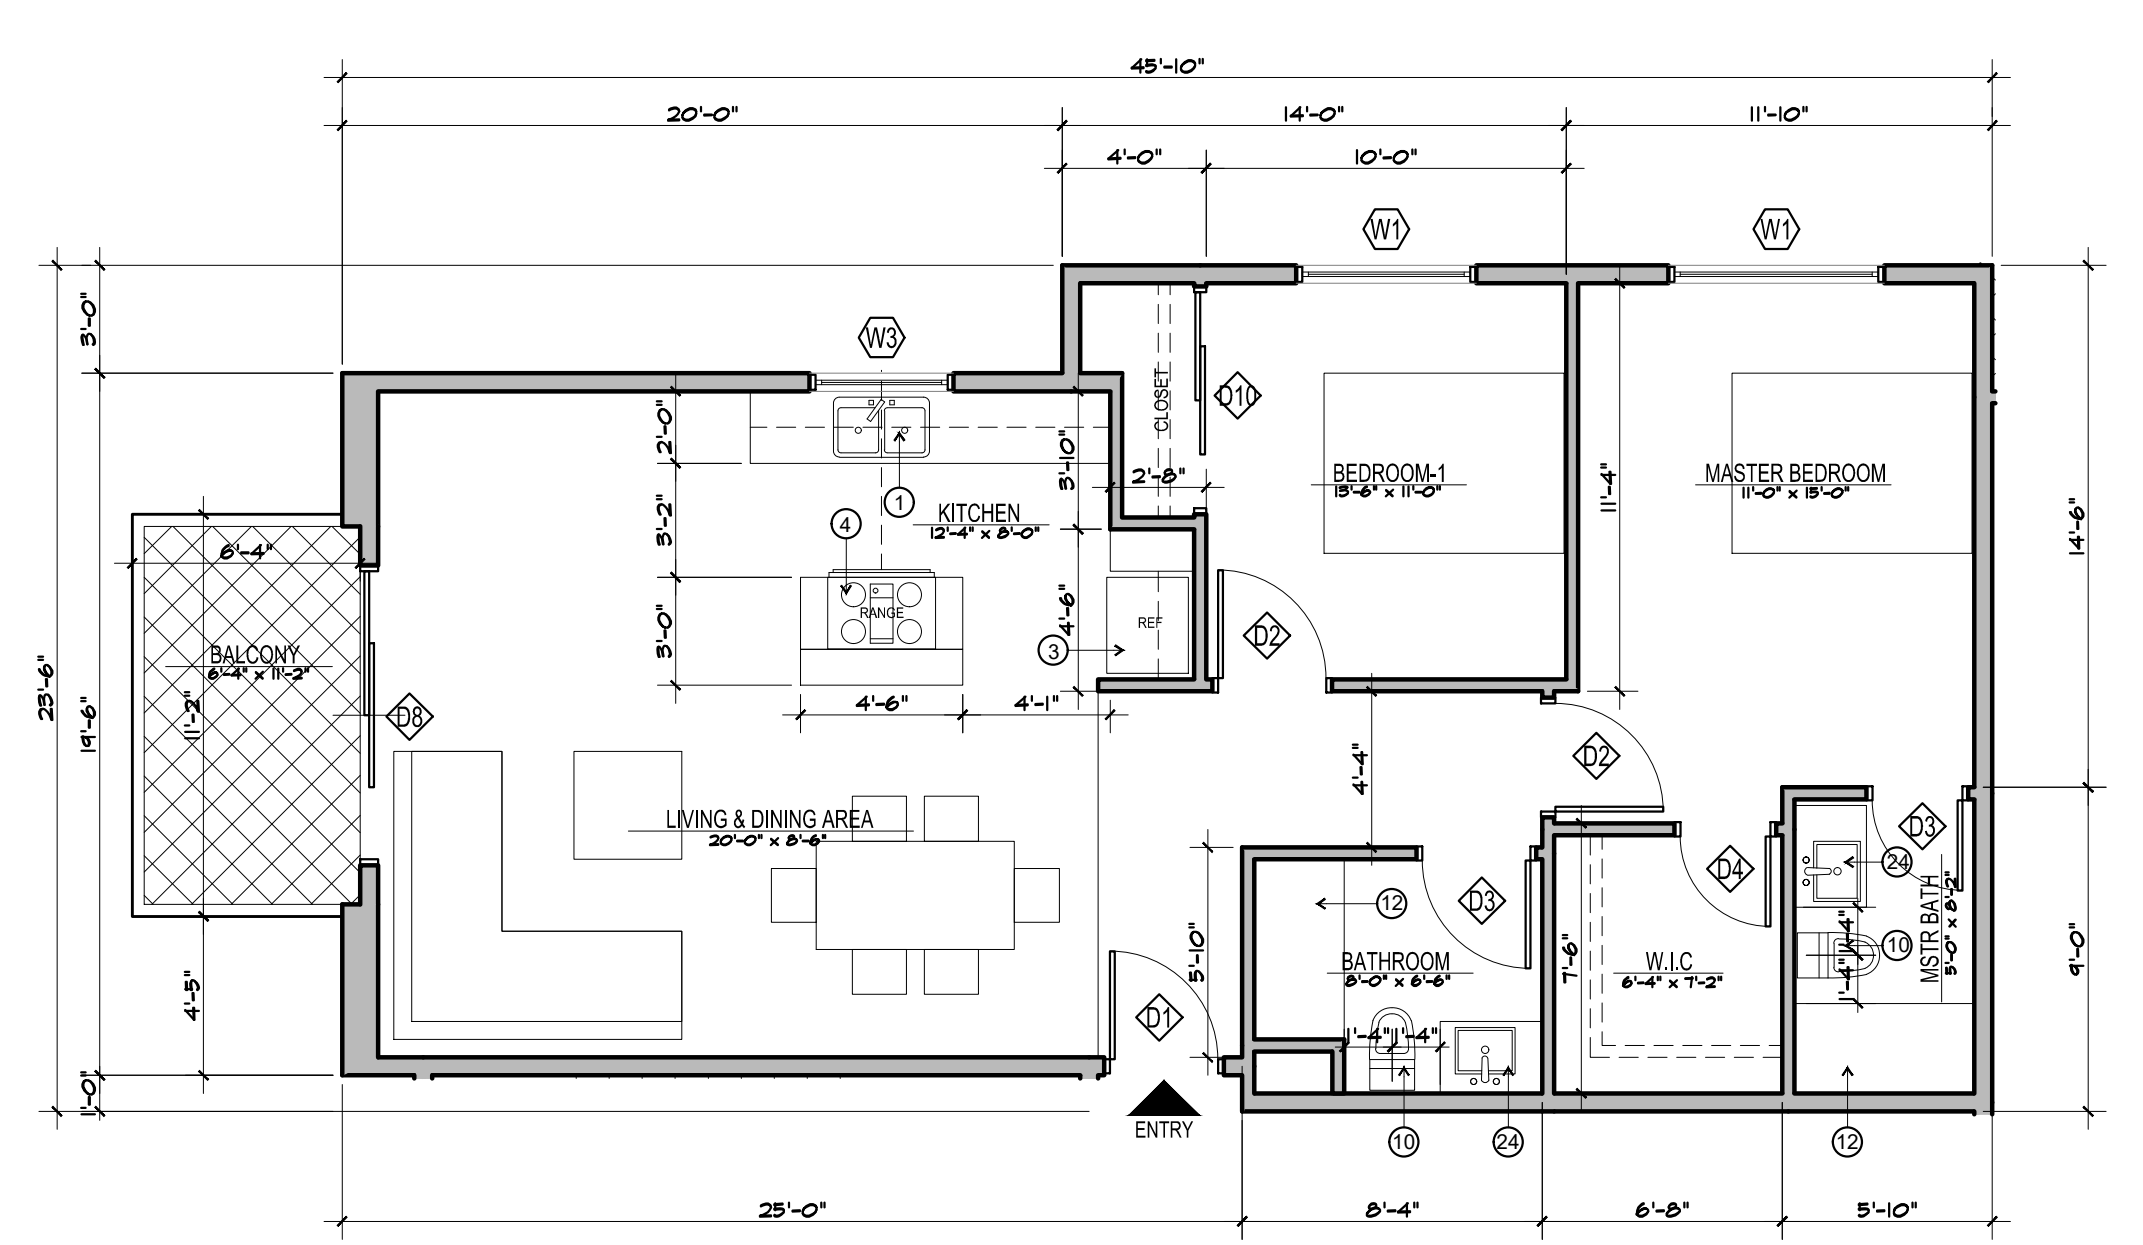 45'-10"
20'-0"
14'-0"
11'-10"
4'-0"
10'-0"
W1
W1
3'-0"
W3
CLOSET
D10
2'-0"
3'-10"
2'-8"
BEDROOM-1
13'-6" x 11'-0"
11'-4"
MASTER BEDROOM
11'-0" x 15'-0"
1
4
KITCHEN
12'-4" x 8'-0"
3'-2"
14'-6"
6'-4"
RANGE
REF
3'-0"
4'-6"
3
D2
BALCONY
6'-4" x 11'-2"
11'-2"
23'-6"
19'-6"
D8
4'-6"
4'-1"
4'-4"
D2
LIVING & DINING AREA
20'-0" x 8'-6"
D3
24
D4
12
D3
MSTR BATH
5'-0" x 8'-2"
1'-4"
10
1'-4"
5'-10"
BATHROOM
8'-0" x 6'-6"
7'-6"
W.I.C
6'-4" x 7'-2"
9'-0"
4'-5"
D1
1'-4"
1'-4"
1'-0"
ENTRY
10
24
12
25'-0"
8'-4"
6'-8"
5'-10"